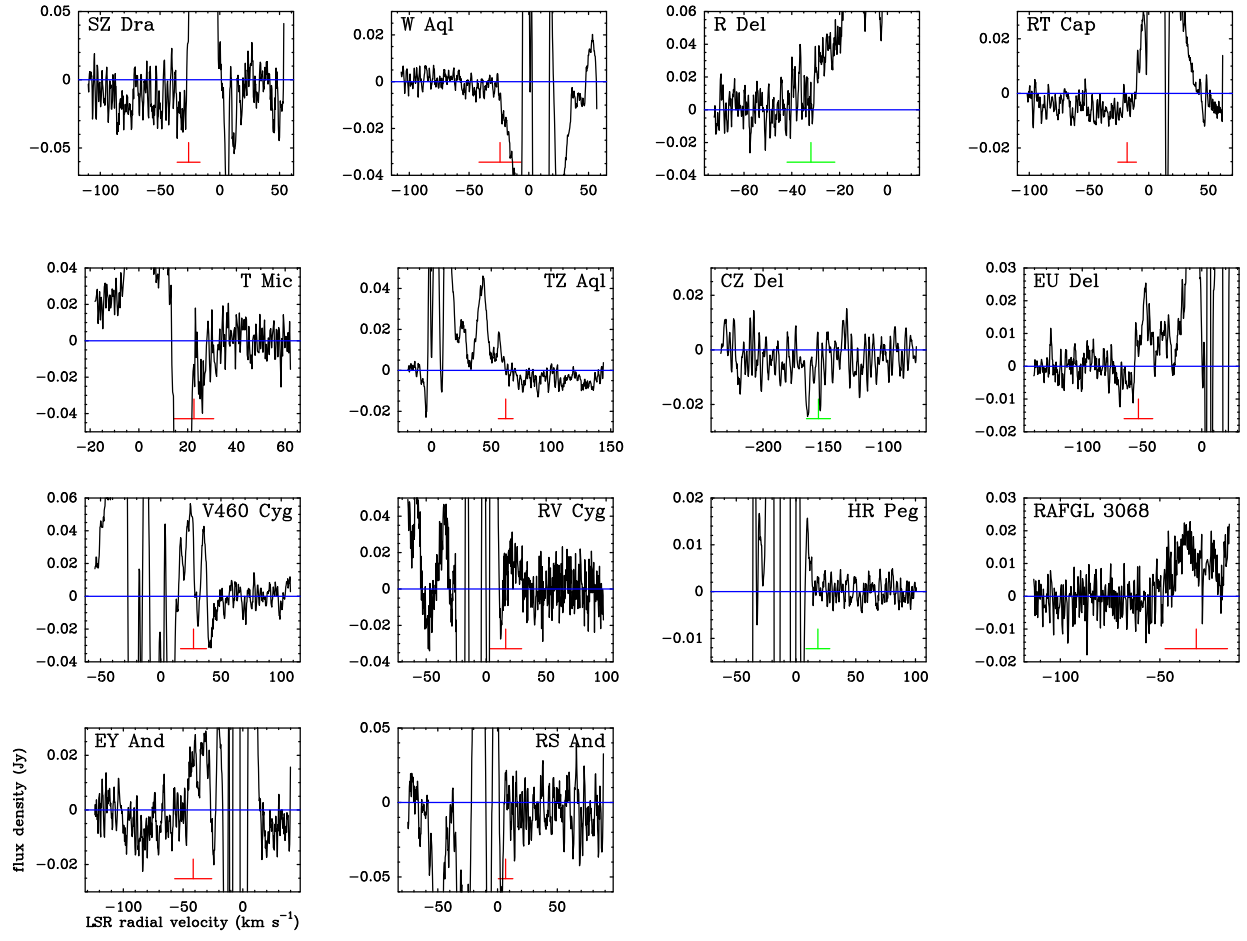 SZ Dra W Aql R Del RT Cap
0.05 0 −0.05
0.02 0 −0.02 −0.04
0.06 0.04 0.02 0 −0.02 −0.04
0.02 0 −0.02
−100 −50 0 50
−100 −50 0 50
−60 −40 −20 0
−100 −50 0 50
T Mic TZ Aql CZ Del EU Del
0.04 0.02 0 −0.02 −0.04
0.04 0.02 0 −0.02
0.02 0 −0.02
0.03 0.02 0.01 0 −0.01 −0.02
−20 0 20 40 60
0 50 100 150
−200 −150 −100
−100 −50 0
V460 Cyg RV Cyg HR Peg RAFGL 3068
0.06 0.04 0.02 0 −0.02 −0.04
0.04 0.02 0 −0.02 −0.04
0.02 0.01 0 −0.01
0.03 0.02 0.01 0 −0.01 −0.02
−50 0 50 100
−50 0 50 100
−50 0 50 100
−100 −50
EY And RS And
0.02 0 −0.02
0.05 0 −0.05
−100 −50 0
−50 0 50
flux density (Jy)
LSR radial velocity (km s⁻¹)